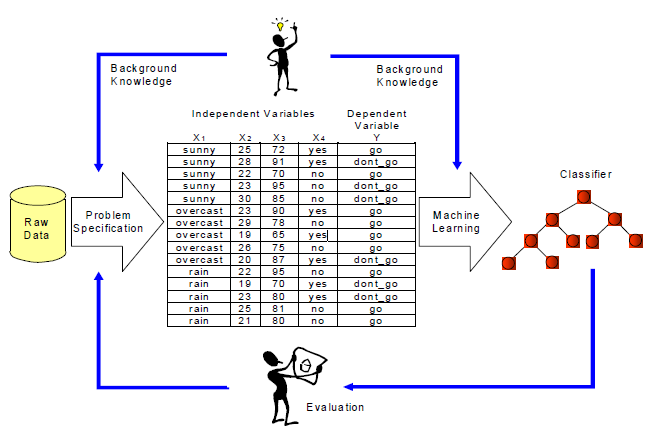 Background
Knowledge
Background
Knowledge
Independent Variables
Dependent
Variable
X1 X2 X3 X4 Y
sunny 25 72 yes go
sunny 28 91 yes dont_go
sunny 22 70 no go
sunny 23 95 no dont_go
sunny 30 85 no dont_go
overcast 23 90 yes go
overcast 29 78 no go
overcast 19 65 yes go
overcast 26 75 no go
overcast 20 87 yes dont_go
rain 22 95 no go
rain 19 70 yes dont_go
rain 23 80 yes dont_go
rain 25 81 no go
rain 21 80 no go
Raw
Data
Problem
Specification
Machine
Learning
Classifier
Evaluation